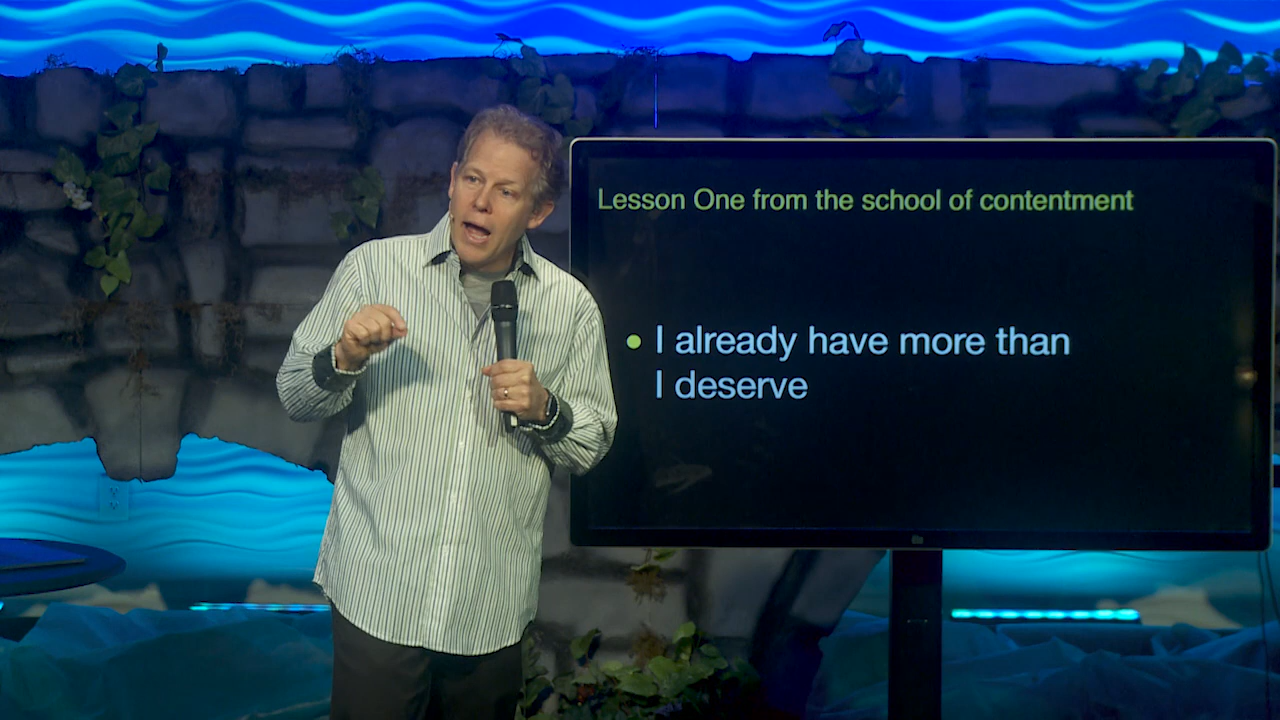 Lesson One from the school of contentment
• I already have more than
I deserve